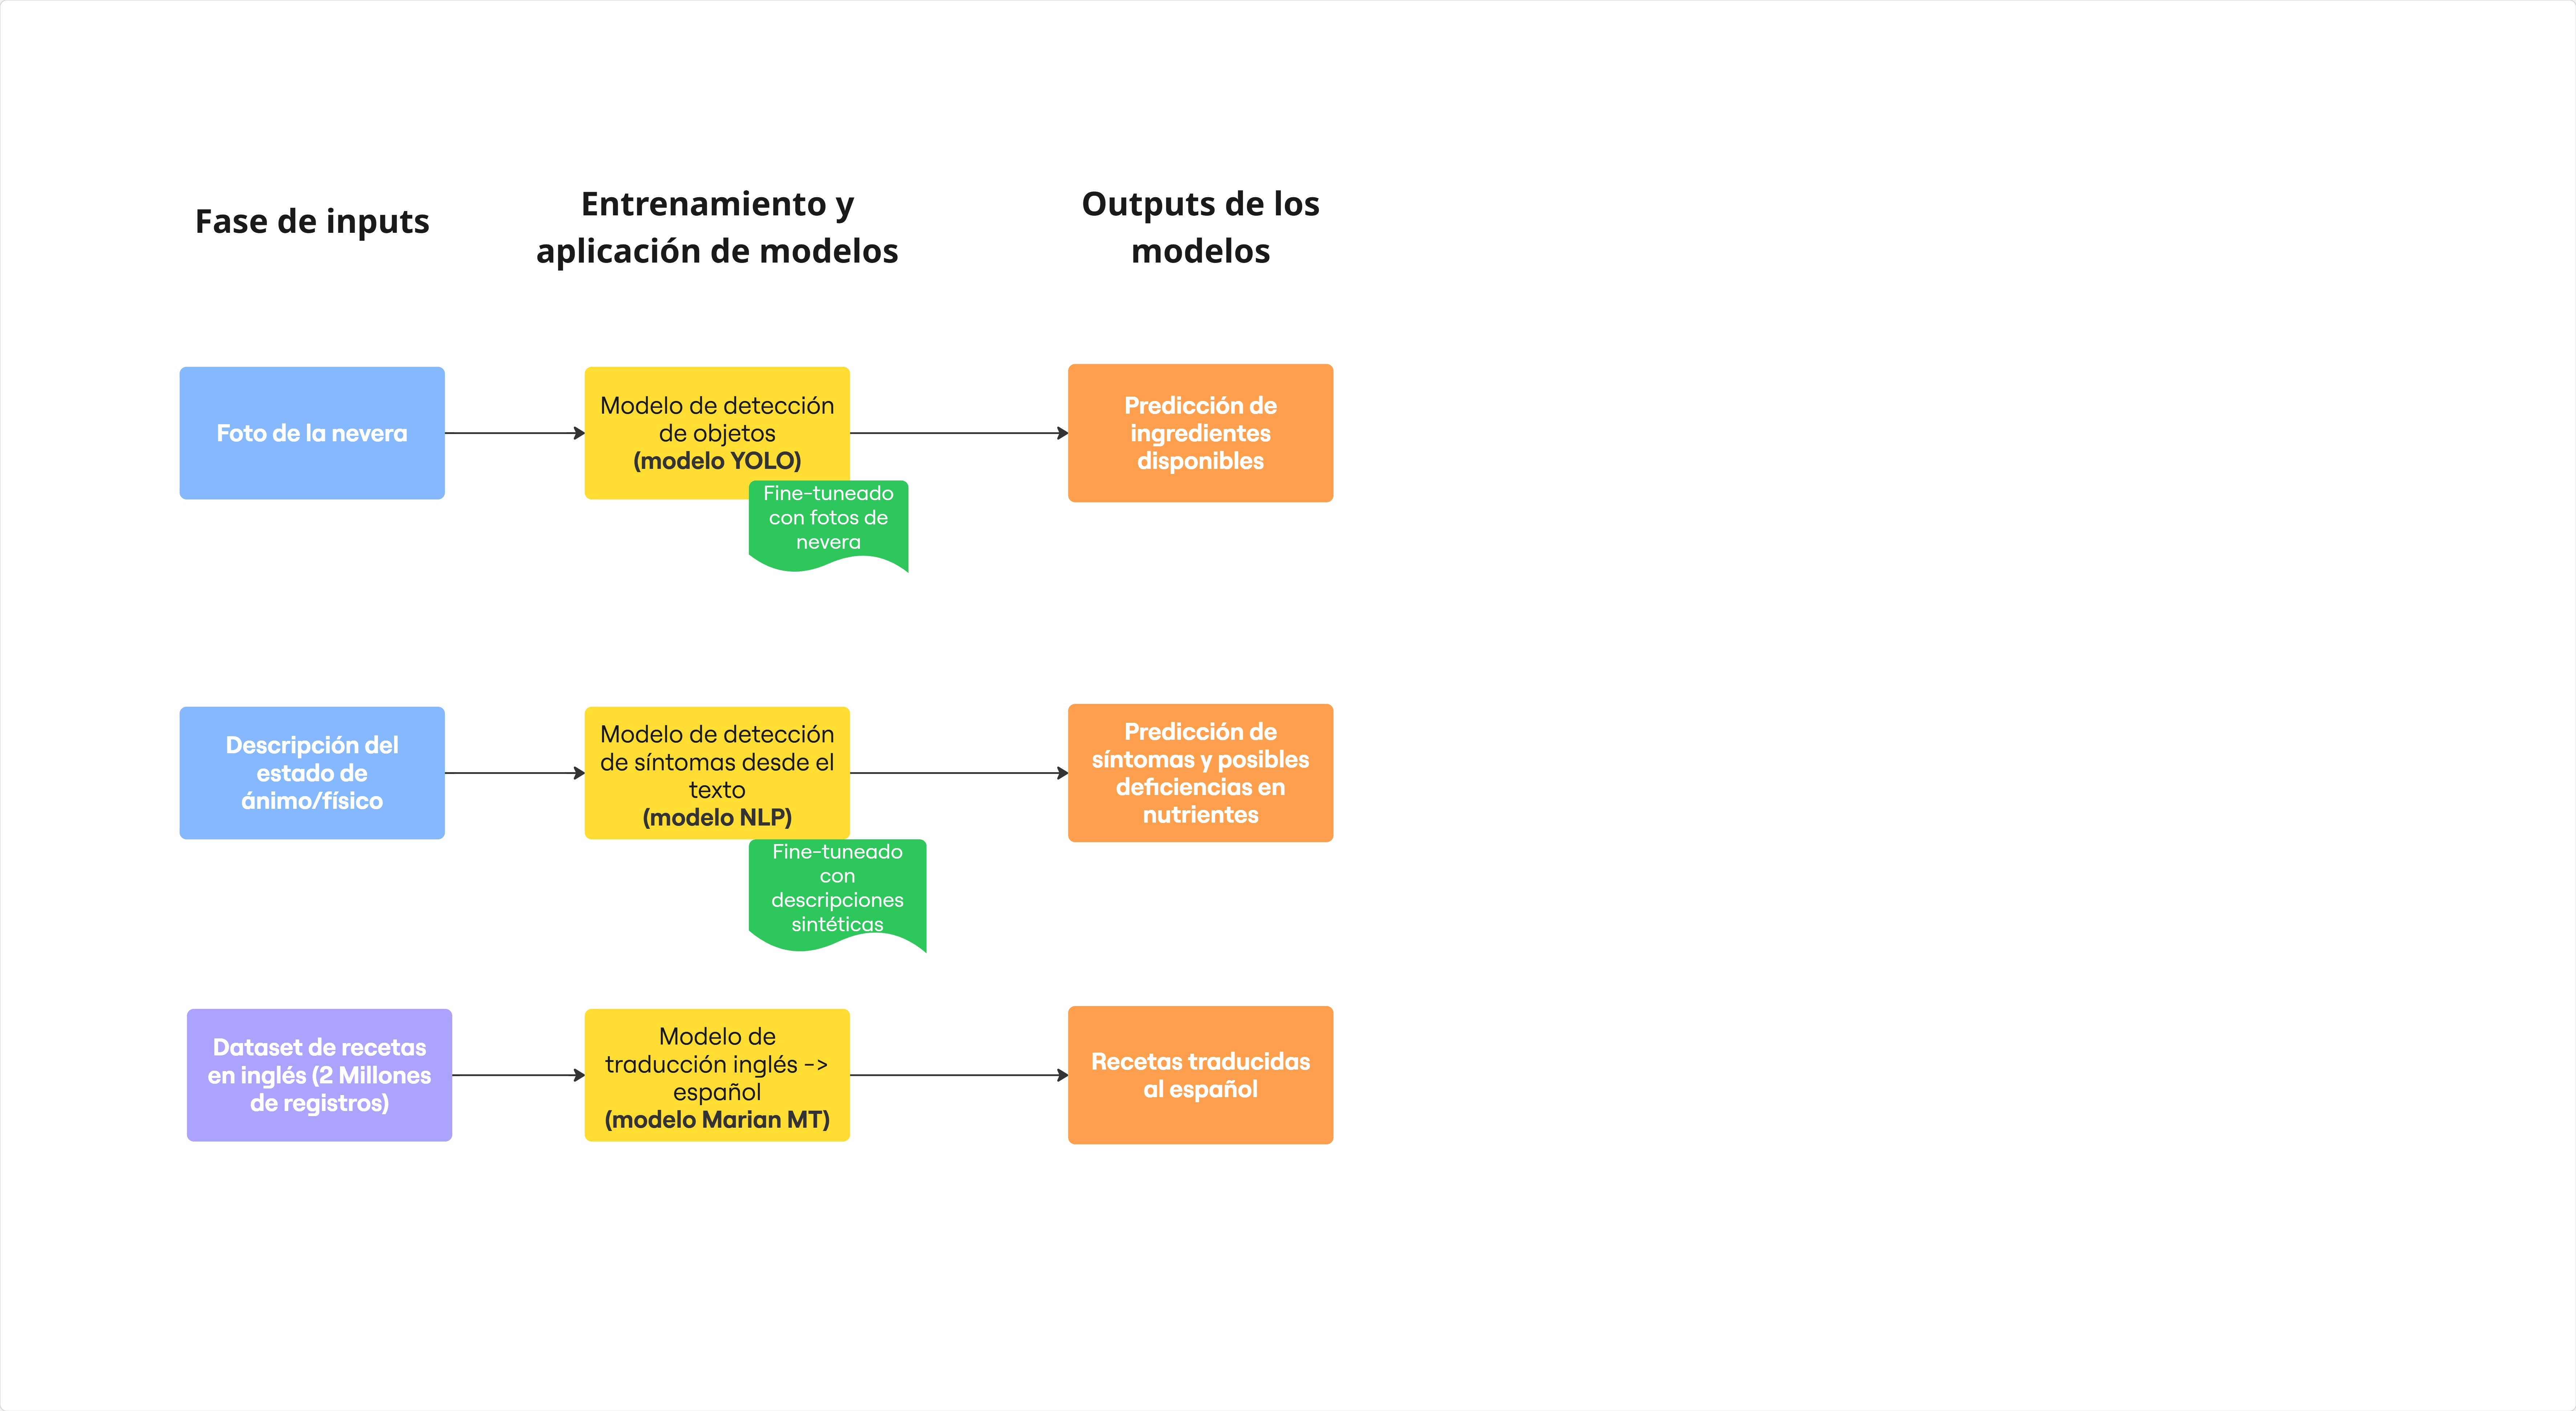 Fase de inputs
Entrenamiento y
aplicación de modelos
Outputs de los
modelos
Foto de la nevera
Modelo de detección
de objetos
(modelo YOLO)
Fine-tuneado
con fotos de
nevera
Predicción de
ingredientes
disponibles
Descripción del
estado de
ánimo/físico
Modelo de detección
de síntomas desde el
texto
(modelo NLP)
Fine-tuneado
con
descripciones
sintéticas
Predicción de
síntomas y posibles
deficiencias en
nutrientes
Dataset de recetas
en inglés (2 Millones
de registros)
Modelo de
traducción inglés ->
español
(modelo Marian MT)
Recetas traducidas
al español